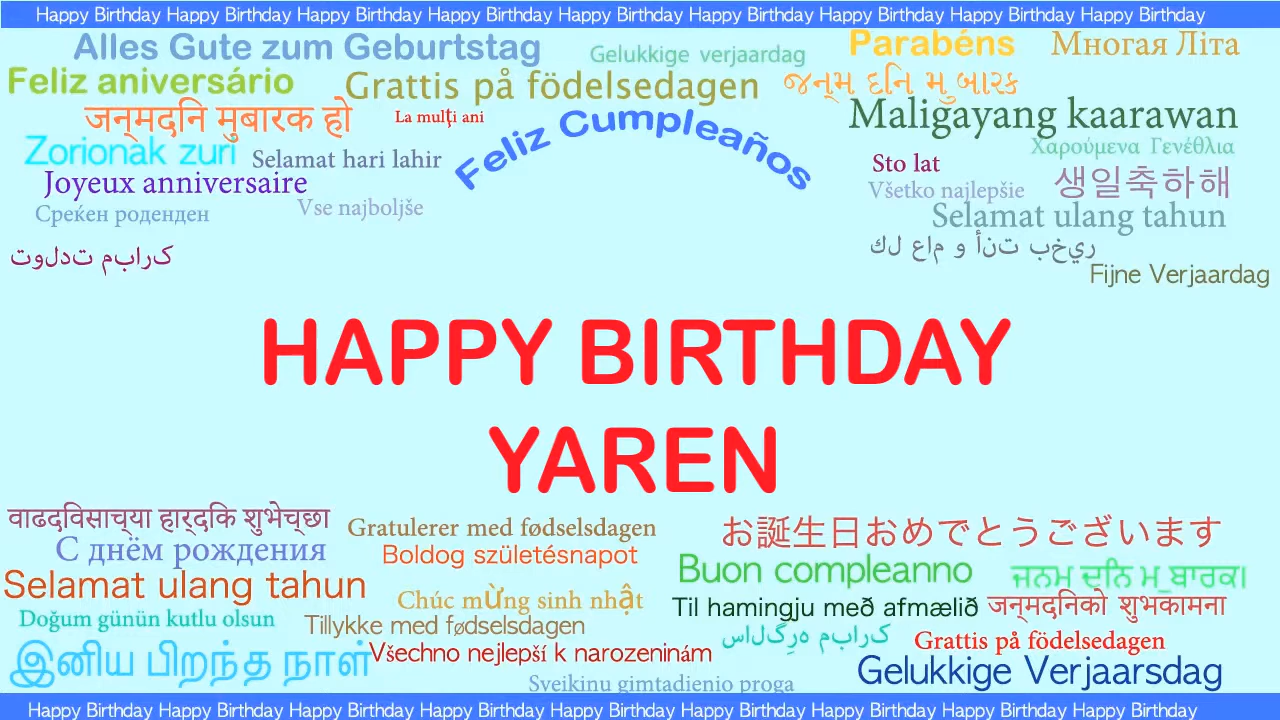 Happy Birthday Happy Birthday Happy Birthday Happy Birthday Happy Birthday Happy Birthday Happy Birthday Happy Birthday Happy Birthday
Alles Gute zum Geburtstag
Gelukkige verjaardag
Parabéns
Многая Літа
Feliz aniversário
Grattis på födelsedagen
જન્મ દનિ મુબારક
जन्मदनि मुबारक हो
La mulţi ani
Feliz Cumpleaños
Maligayang kaarawan
Zorionak zuri
Selamat hari lahir
Χαρούμενα Γενέθλια
Sto lat
Joyeux anniversaire
Všetko najlepšie
생일축하해
Среќен роденден
Vse najboljše
Selamat ulang tahun
تولدت مبارک
كل عام و أنت بخير
Fijne Verjaardag
HAPPY BIRTHDAY
YAREN
वाढदविसाच्या हार्दकि शुभेच्छा
Gratulerer med fødselsdagen
お誕生日おめでとうございます
С днём рождения
Boldog születésnapot
Buon compleanno
ਜਨਮ ਦਨਿ ਮੁਬਾਰਕ।
Selamat ulang tahun
Chúc mừng sinh nhật
Til hamingju með afmælið
जन्मदनिको शुभकामना
Doğum günün kutlu olsun
Tillykke med fødselsdagen
سالگرہ مبارک
Grattis på födelsedagen
இனிய பிறந்த நாள்
Všechno nejlepší k narozeninám
Gelukkige Verjaarsdag
Sveikinu gimtadienio proga
Happy Birthday Happy Birthday Happy Birthday Happy Birthday Happy Birthday Happy Birthday Happy Birthday Happy Birthday Happy Birthday